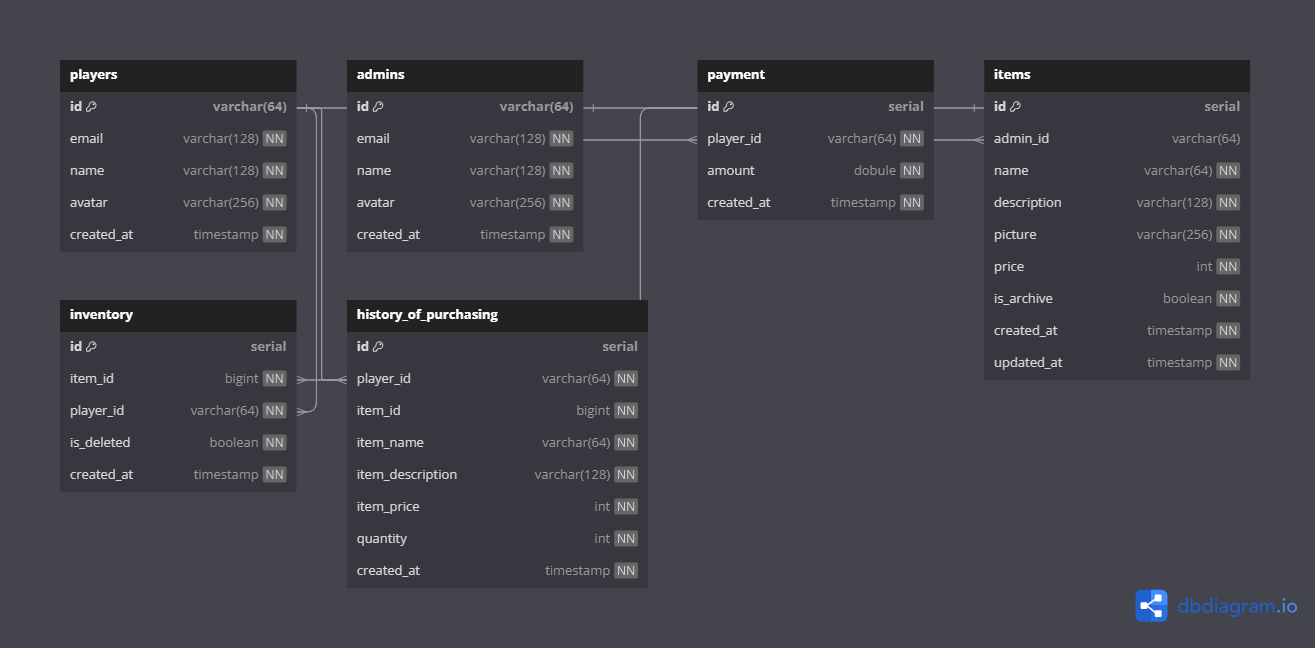 players
id varchar(64)
email varchar(128) NN
name varchar(128) NN
avatar varchar(256) NN
created_at timestamp NN
admins
id varchar(64)
email varchar(128) NN
name varchar(128) NN
avatar varchar(256) NN
created_at timestamp NN
payment
id serial
player_id varchar(64) NN
amount dobule NN
created_at timestamp NN
items
id serial
admin_id varchar(64)
name varchar(64) NN
description varchar(128) NN
picture varchar(256) NN
price int NN
is_archive boolean NN
created_at timestamp NN
updated_at timestamp NN
inventory
id serial
item_id bigint NN
player_id varchar(64) NN
is_deleted boolean NN
created_at timestamp NN
history_of_purchasing
id serial
player_id varchar(64) NN
item_id bigint NN
item_name varchar(64) NN
item_description varchar(128) NN
item_price int NN
quantity int NN
created_at timestamp NN
dbdiagram.io